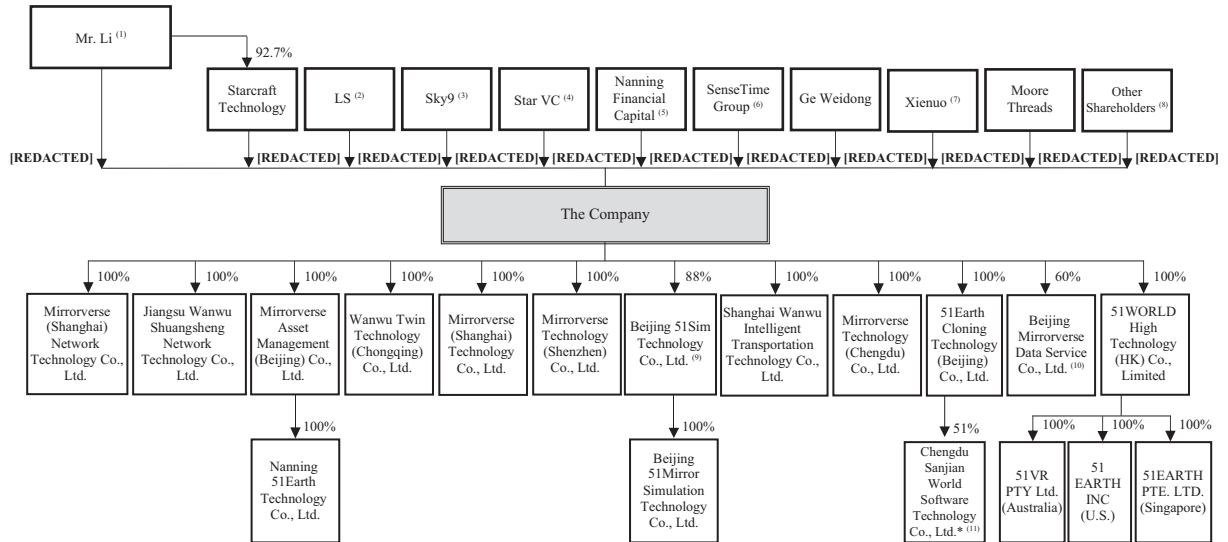 Mr. Li (1)
92.7%
Starcraft
Technology
LS (2)
Sky9 (3)
Star VC (4)
Nanning
Financial
Capital (5)
SenseTime
Group (6)
Ge Weidong
Xienuo (7)
Moore
Threads
Other
Shareholders (8)
[REDACTED]
[REDACTED]
[REDACTED]
[REDACTED]
[REDACTED]
[REDACTED]
[REDACTED]
[REDACTED]
[REDACTED]
[REDACTED]
[REDACTED]
The Company
100%
100%
100%
100%
100%
100%
88%
100%
100%
100%
60%
100%
Mirrorverse
(Shanghai)
Network
Technology Co.,
Ltd.
Jiangsu Wanwu
Shuangsheng
Network
Technology Co.,
Ltd.
Mirrorverse
Asset
Management
(Beijing) Co.,
Ltd.
Wanwu Twin
Technology
(Chongqing)
Co., Ltd.
Mirrorverse
(Shanghai)
Technology Co.,
Ltd.
Mirrorverse
Technology
(Shenzhen) Co.,
Ltd.
Beijing 51Sim
Technology
Co., Ltd. (9)
Shanghai Wanwu
Intelligent
Transportation
Technology Co.,
Ltd.
Mirrorverse
Technology
(Chengdu) Co.,
Ltd.
51Earth
Cloning
Technology
(Beijing)
Co., Ltd.
Beijing
Mirrorverse
Data Service
Co., Ltd. (10)
51WORLD
High
Technology
(HK) Co.,
Limited
100%
100%
51%
100%
100%
100%
Nanning
51Earth
Technology
Co., Ltd.
Beijing
51Mirror
Simulation
Technology
Co., Ltd.
Chengdu
Sanjian
World
Software
Technology
Co., Ltd.* (11)
51VR
PTY Ltd.
(Australia)
51
EARTH
INC
(U.S.)
51EARTH
PTE. LTD.
(Singapore)